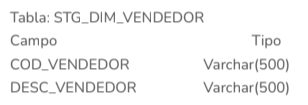 Tabla: STG_DIM_VENDEDOR
Campo Tipo
COD_VENDEDOR Varchar(500)
DESC_VENDEDOR Varchar(500)